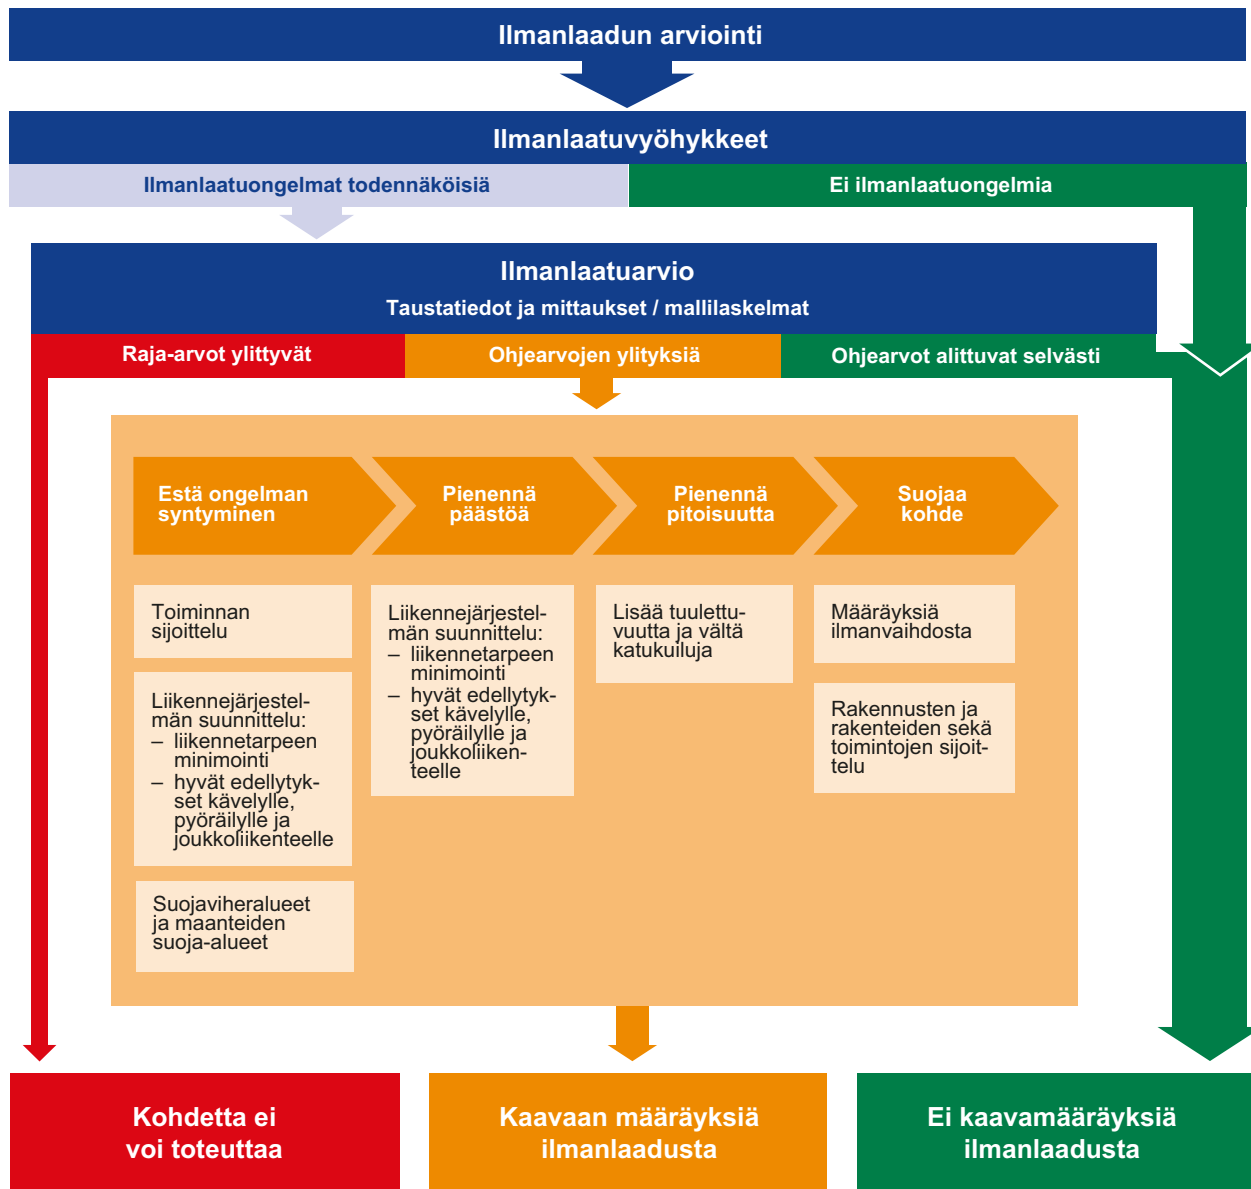 Ilmanlaadun arviointi
Ilmanlaatuvyöhykkeet
Ilmanlaatuongelmat todennäköisiä
Ei ilmanlaatuongelmia
Ilmanlaatuarvio
Taustatiedot ja mittaukset / mallilaskelmat
Raja-arvot ylittyvät
Ohjearvojen ylityksiä
Ohjearvot alittuvat selvästi
Estä ongelman
syntyminen
Pienennä
päästöä
Pienennä
pitoisuutta
Suojaa
kohde
Toiminnan
sijoittelu
Liikennejärjestel-
män suunnittelu:
– liikennetarpeen
minimointi
– hyvät edellytyk-
set kävelylle,
pyöräilylle ja
joukkoliikenteelle
Suojaviheralueet
ja maanteiden
suoja-alueet
Liikennejärjestel-
män suunnittelu:
– liikennetarpeen
minimointi
– hyvät edellytyk-
set kävelylle,
pyöräilylle ja
joukkoliiken-
teelle
Lisää tuulettu-
vuutta ja vältä
katukuiluja
Määräyksiä
ilmanvaihdosta
Rakennusten ja
rakenteiden sekä
toimintojen sijoit-
telu
Kohdetta ei
voi toteuttaa
Kaavaan määräyksiä
ilmanlaadusta
Ei kaavamääräyksiä
ilmanlaadusta